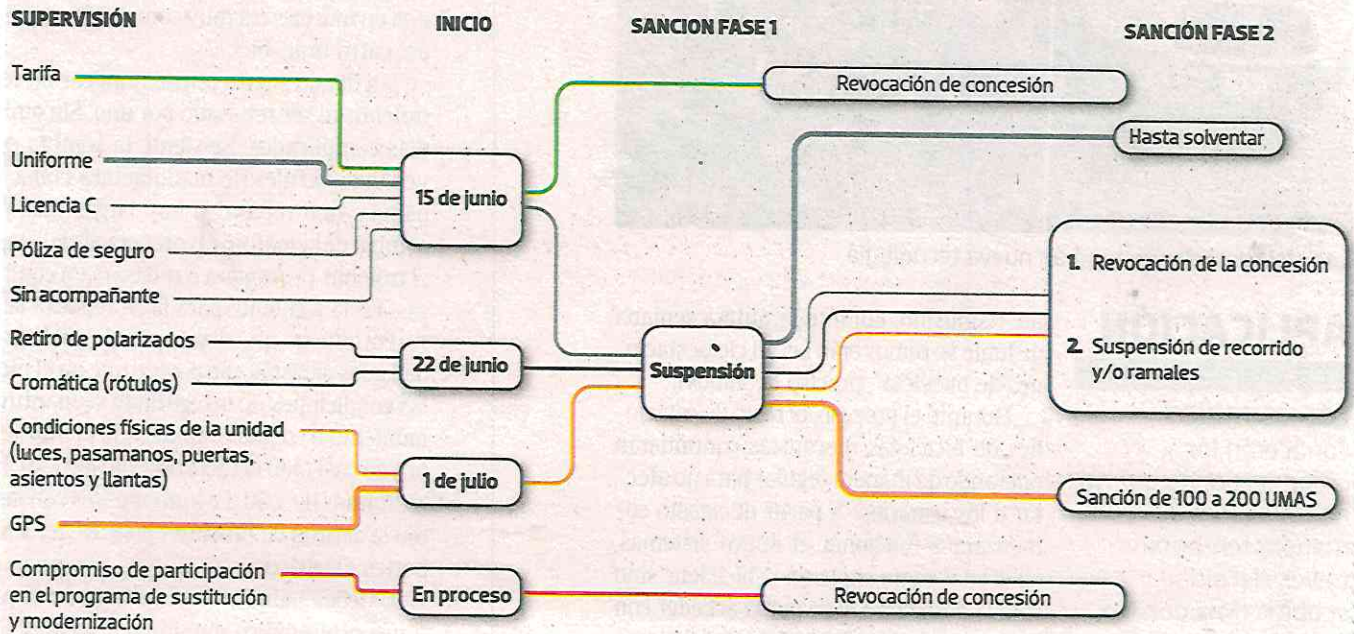 SUPERVISIÓN
INICIO
SANCION FASE 1
SANCIÓN FASE 2
Tarifa
Uniforme
Licencia C
Póliza de seguro
Sin acompañante
Retiro de polarizados
Cromática (rótulos)
Condiciones físicas de la unidad
(luces, pasamanos, puertas,
asientos y llantas)
GPS
Compromiso de participación
en el programa de sustitución
y modernización
15 de junio
22 de junio
1 de julio
En proceso
Revocación de concesión
Suspensión
Revocación de concesión
Hasta solventar
1. Revocación de la concesión
2. Suspensión de recorrido
y/o ramales
Sanción de 100 a 200 UMAS